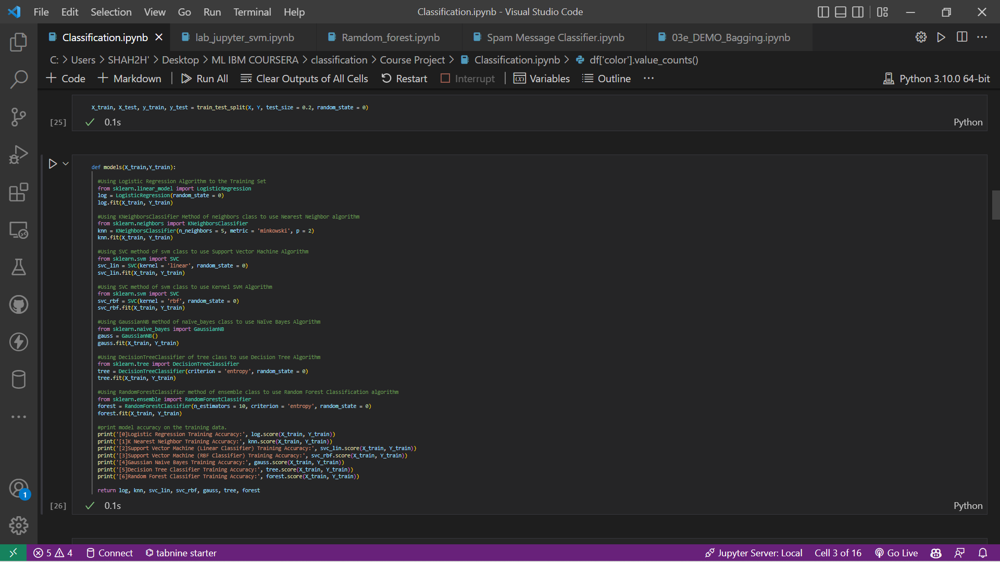 File Edit Selection View Go Run Terminal Help Classification.ipynb - Visual Studio Code
Classification.ipynb lab_jupyter_svm.ipynb Ramdom_forest.ipynb Spam Message Classifier.ipynb 03e_DEMO_Bagging.ipynb
C: > Users > SHAH2H' > Desktop > ML IBM COURSERA > classification > Course Project > Classification.ipynb > df['color'].value_counts()
+ Code + Markdown Run All Clear Outputs of All Cells Restart Interrupt Variables Outline ... Python 3.10.0 64-bit
X_train, X_test, y_train, y_test = train_test_split(X, Y, test_size = 0.2, random_state = 0)
[25] 0.1s Python
def models(X_train,Y_train):
#Using Logistic Regression Algorithm to the Training Set
from sklearn.linear_model import LogisticRegression
log = LogisticRegression(random_state = 0)
log.fit(X_train, Y_train)
#Using KNeighborsClassifier Method of neighbors class to use Nearest Neighbor algorithm
from sklearn.neighbors import KNeighborsClassifier
knn = KNeighborsClassifier(n_neighbors = 5, metric = 'minkowski', p = 2)
knn.fit(X_train, Y_train)
#Using SVC method of svm class to use Support Vector Machine Algorithm
from sklearn.svm import SVC
svc_lin = SVC(kernel = 'linear', random_state = 0)
svc_lin.fit(X_train, Y_train)
#Using SVC method of svm class to use Kernel SVM Algorithm
from sklearn.svm import SVC
svc_rbf = SVC(kernel = 'rbf', random_state = 0)
svc_rbf.fit(X_train, Y_train)
#Using GaussianNB method of naïve_bayes class to use Naïve Bayes Algorithm
from sklearn.naive_bayes import GaussianNB
gauss = GaussianNB()
gauss.fit(X_train, Y_train)
#Using DecisionTreeClassifier of tree class to use Decision Tree Algorithm
from sklearn.tree import DecisionTreeClassifier
tree = DecisionTreeClassifier(criterion = 'entropy', random_state = 0)
tree.fit(X_train, Y_train)
#Using RandomForestClassifier method of ensemble class to use Random Forest Classification algorithm
from sklearn.ensemble import RandomForestClassifier
forest = RandomForestClassifier(n_estimators = 10, criterion = 'entropy', random_state = 0)
forest.fit(X_train, Y_train)
#print model accuracy on the training data.
print('[0]Logistic Regression Training Accuracy:', log.score(X_train, Y_train))
print('[1]K Nearest Neighbor Training Accuracy:', knn.score(X_train, Y_train))
print('[2]Support Vector Machine (Linear Classifier) Training Accuracy:', svc_lin.score(X_train, Y_train))
print('[3]Support Vector Machine (RBF Classifier) Training Accuracy:', svc_rbf.score(X_train, Y_train))
print('[4]Gaussian Naive Bayes Training Accuracy:', gauss.score(X_train, Y_train))
print('[5]Decision Tree Classifier Training Accuracy:', tree.score(X_train, Y_train))
print('[6]Random Forest Classifier Training Accuracy:', forest.score(X_train, Y_train))
return log, knn, svc_lin, svc_rbf, gauss, tree, forest
1
[26] 0.1s Python
5 4 Connect tabnine starter Jupyter Server: Local Cell 3 of 16 Go Live